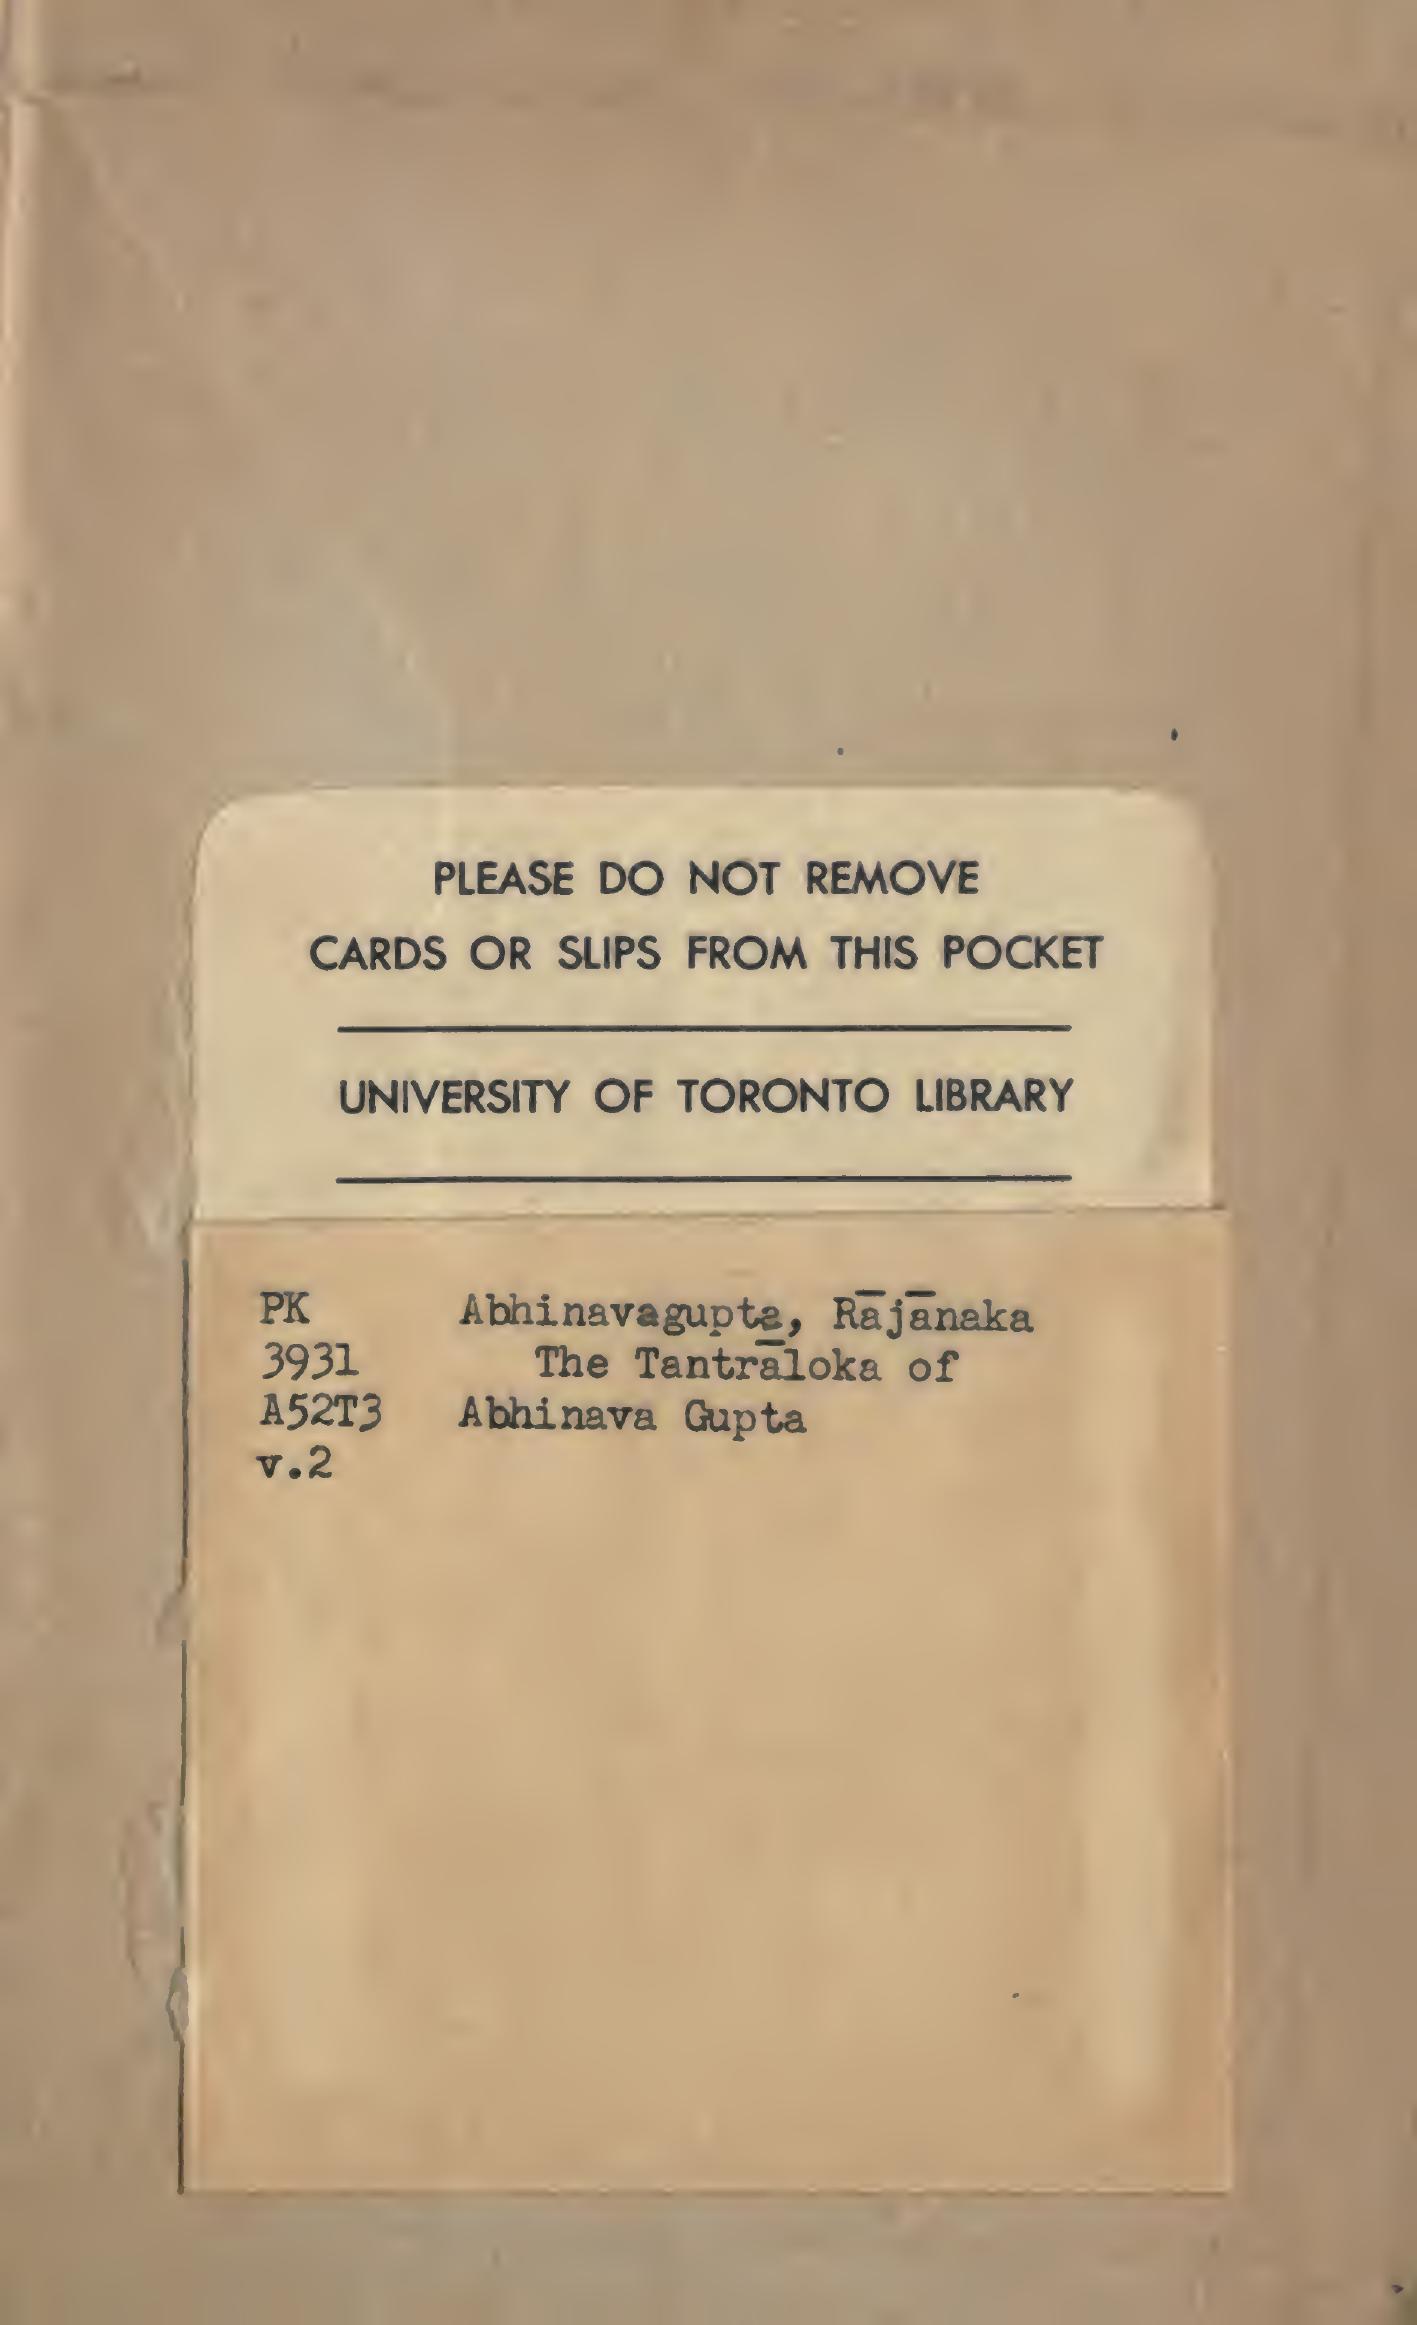 PLEASE DO NOT REMOVE
CARDS OR SLIPS FROM THIS POCKET
UNIVERSITY OF TORONTO LIBRARY
PK Abhinavagupta, Rājānaka
3931 The Tantrāloka of
A52T3 Abhinava Gupta
v.2